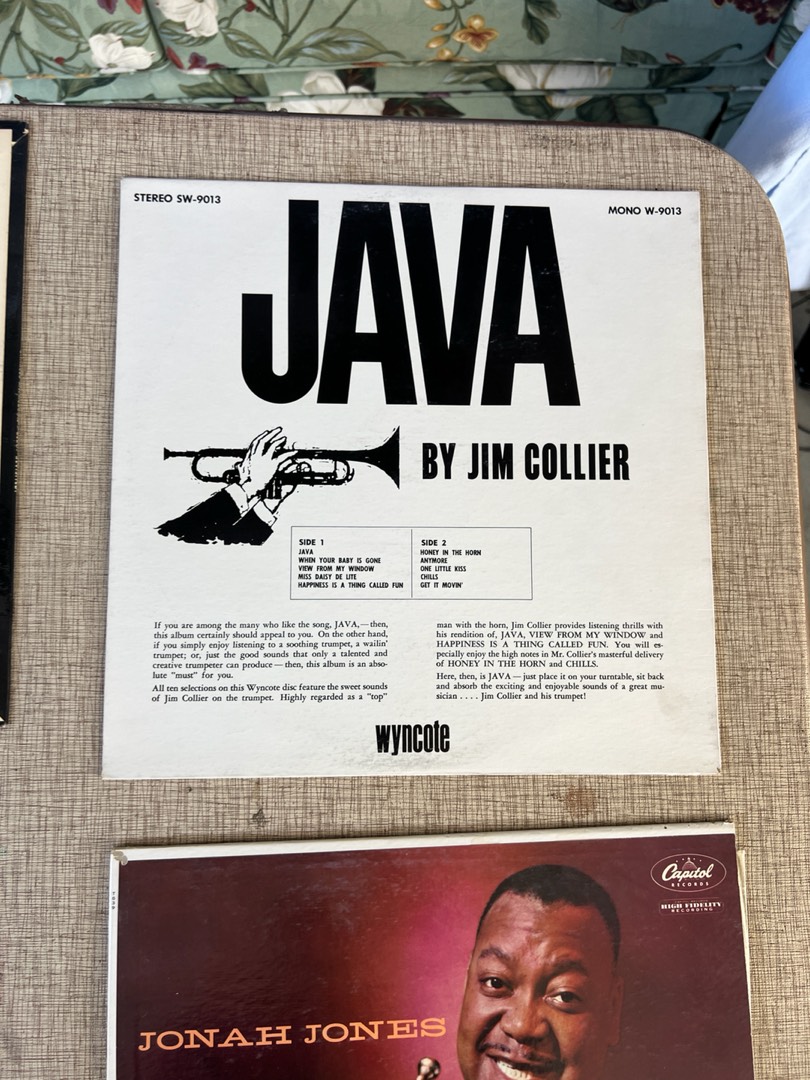 STEREO SW-9013
MONO W-9013
JAVA
BY JIM COLLIER
SIDE 1
JAVA
WHEN YOUR BABY IS GONE
VIEW FROM MY WINDOW
MISS DAISY DE LITE
HAPPINESS IS A THING CALLED FUN
SIDE 2
HONEY IN THE HORN
ANYMORE
ONE LITTLE KISS
CHILLS
GET IT MOVIN'
If you are among the many who like the song, JAVA,—then,
this album certainly should appeal to you. On the other hand,
if you simply enjoy listening to a soothing trumpet, a wailin'
trumpet; or, just the good sounds that only a talented and
creative trumpeter can produce—then, this album is an abso-
lute "must" for you.
All ten selections on this Wyncote disc feature the sweet sounds
of Jim Collier on the trumpet. Highly regarded as a "top"
man with the horn, Jim Collier provides listening thrills with
his rendition of, JAVA, VIEW FROM MY WINDOW and
HAPPINESS IS A THING CALLED FUN. You will es-
pecially enjoy the high notes in Mr. Collier's masterful delivery
of HONEY IN THE HORN and CHILLS.
Here, then, is JAVA—just place it on your turntable, sit back
and absorb the exciting and enjoyable sounds of a great mu-
sician . . . . Jim Collier and his trumpet!
wyncote
Capitol
RECORDS
HIGH FIDELITY
RECORDING
JONAH JONES